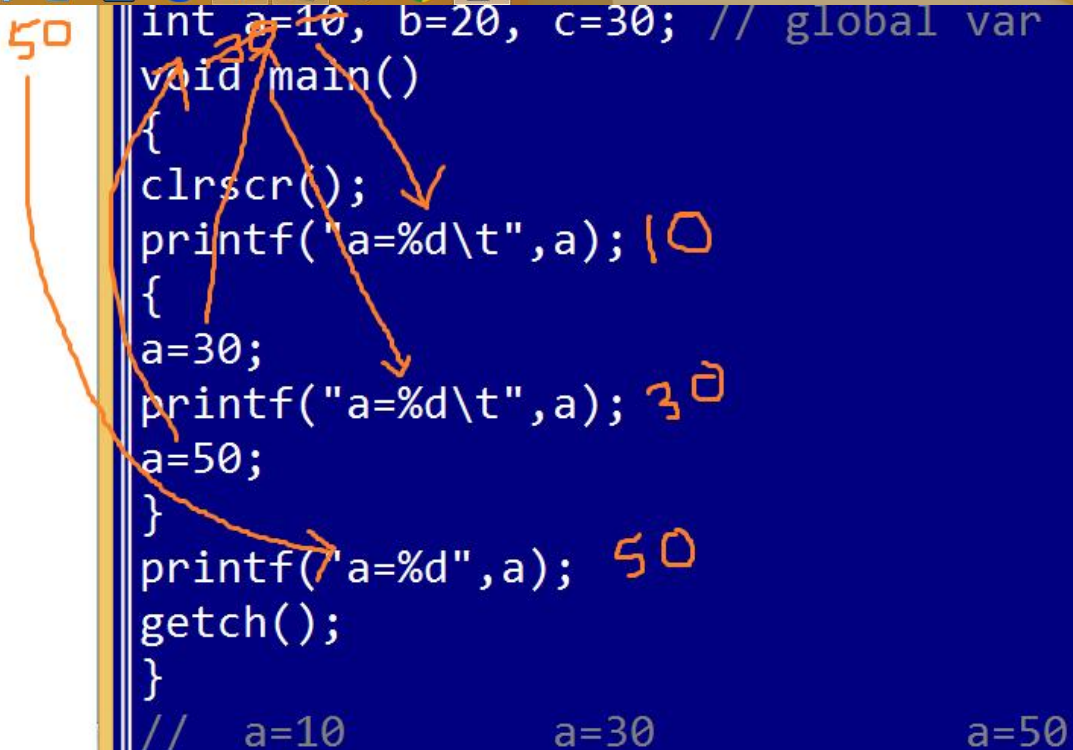 50
int a=10, b=20, c=30; // global var
30
void main()
{
clrscr();
printf("a=%d\t",a); 10
{
a=30;
printf("a=%d\t",a); 30
a=50;
}
printf("a=%d",a); 50
getch();
}
// a=10 a=30 a=50